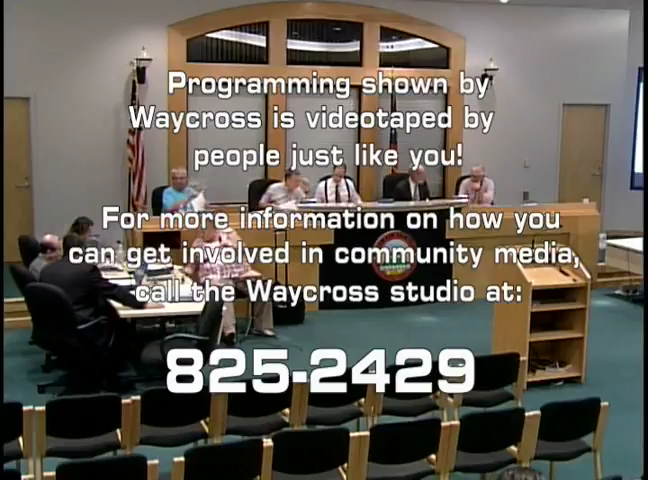 Programming shown by
Waycross is videotaped by
people just like you!
For more information on how you
can get involved in community media,
call the Waycross studio at:
825-2429